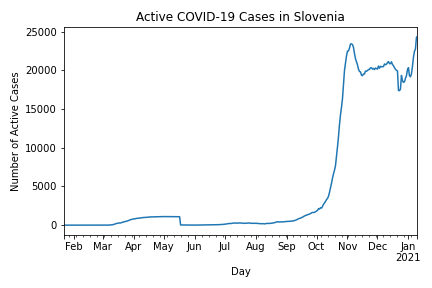 Active COVID-19 Cases in Slovenia
Number of Active Cases
25000
20000
15000
10000
5000
0
Feb Mar Apr May Jun Jul Aug Sep Oct Nov Dec Jan
2021
Day